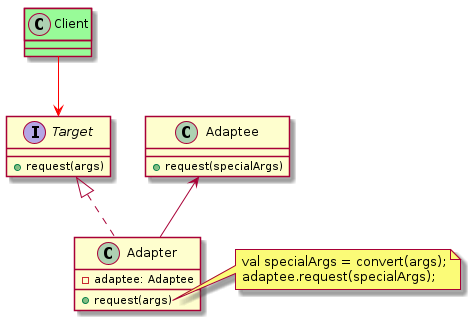 C Client
I Target
request(args)
C Adaptee
request(specialArgs)
C Adapter
adaptee: Adaptee
request(args)
val specialArgs = convert(args);
adaptee.request(specialArgs);